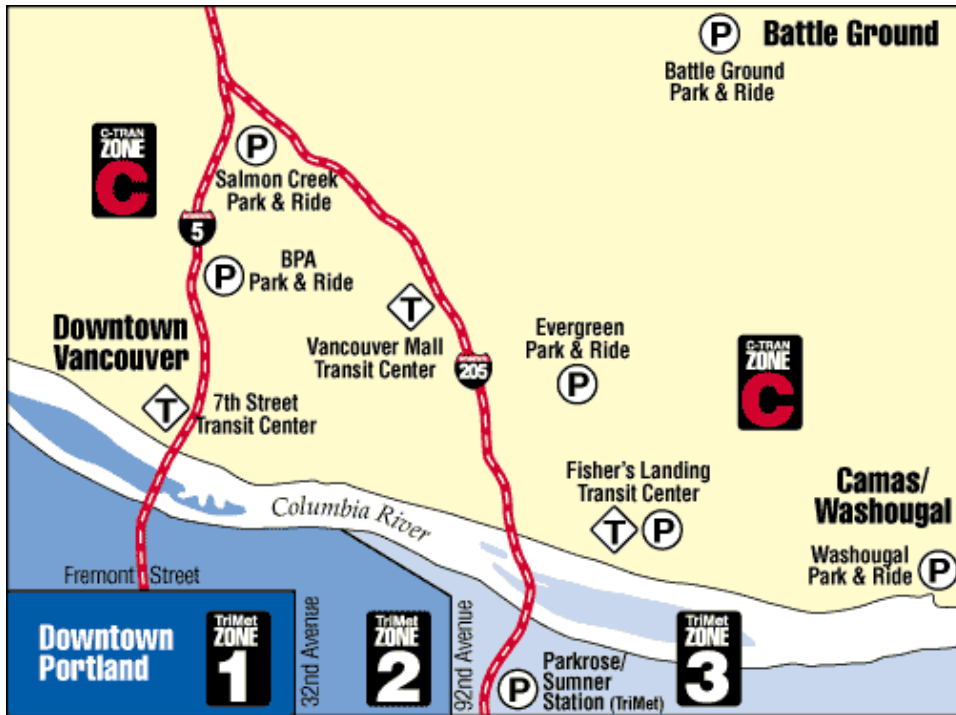 P
Battle Ground
Battle Ground
Park & Ride
C-TRAN
ZONE
C
P
Salmon Creek
Park & Ride
5
P
BPA
Park & Ride
T
Vancouver Mall
Transit Center
205
Evergreen
Park & Ride
P
C-TRAN
ZONE
C
Downtown
Vancouver
T
7th Street
Transit Center
Columbia River
Fisher's Landing
Transit Center
T
P
Camas/
Washougal
Washougal
Park & Ride
P
Fremont Street
Downtown
Portland
TriMet
ZONE
1
32nd Avenue
TriMet
ZONE
2
92nd Avenue
P
Parkrose/
Sumner
Station (TriMet)
TriMet
ZONE
3